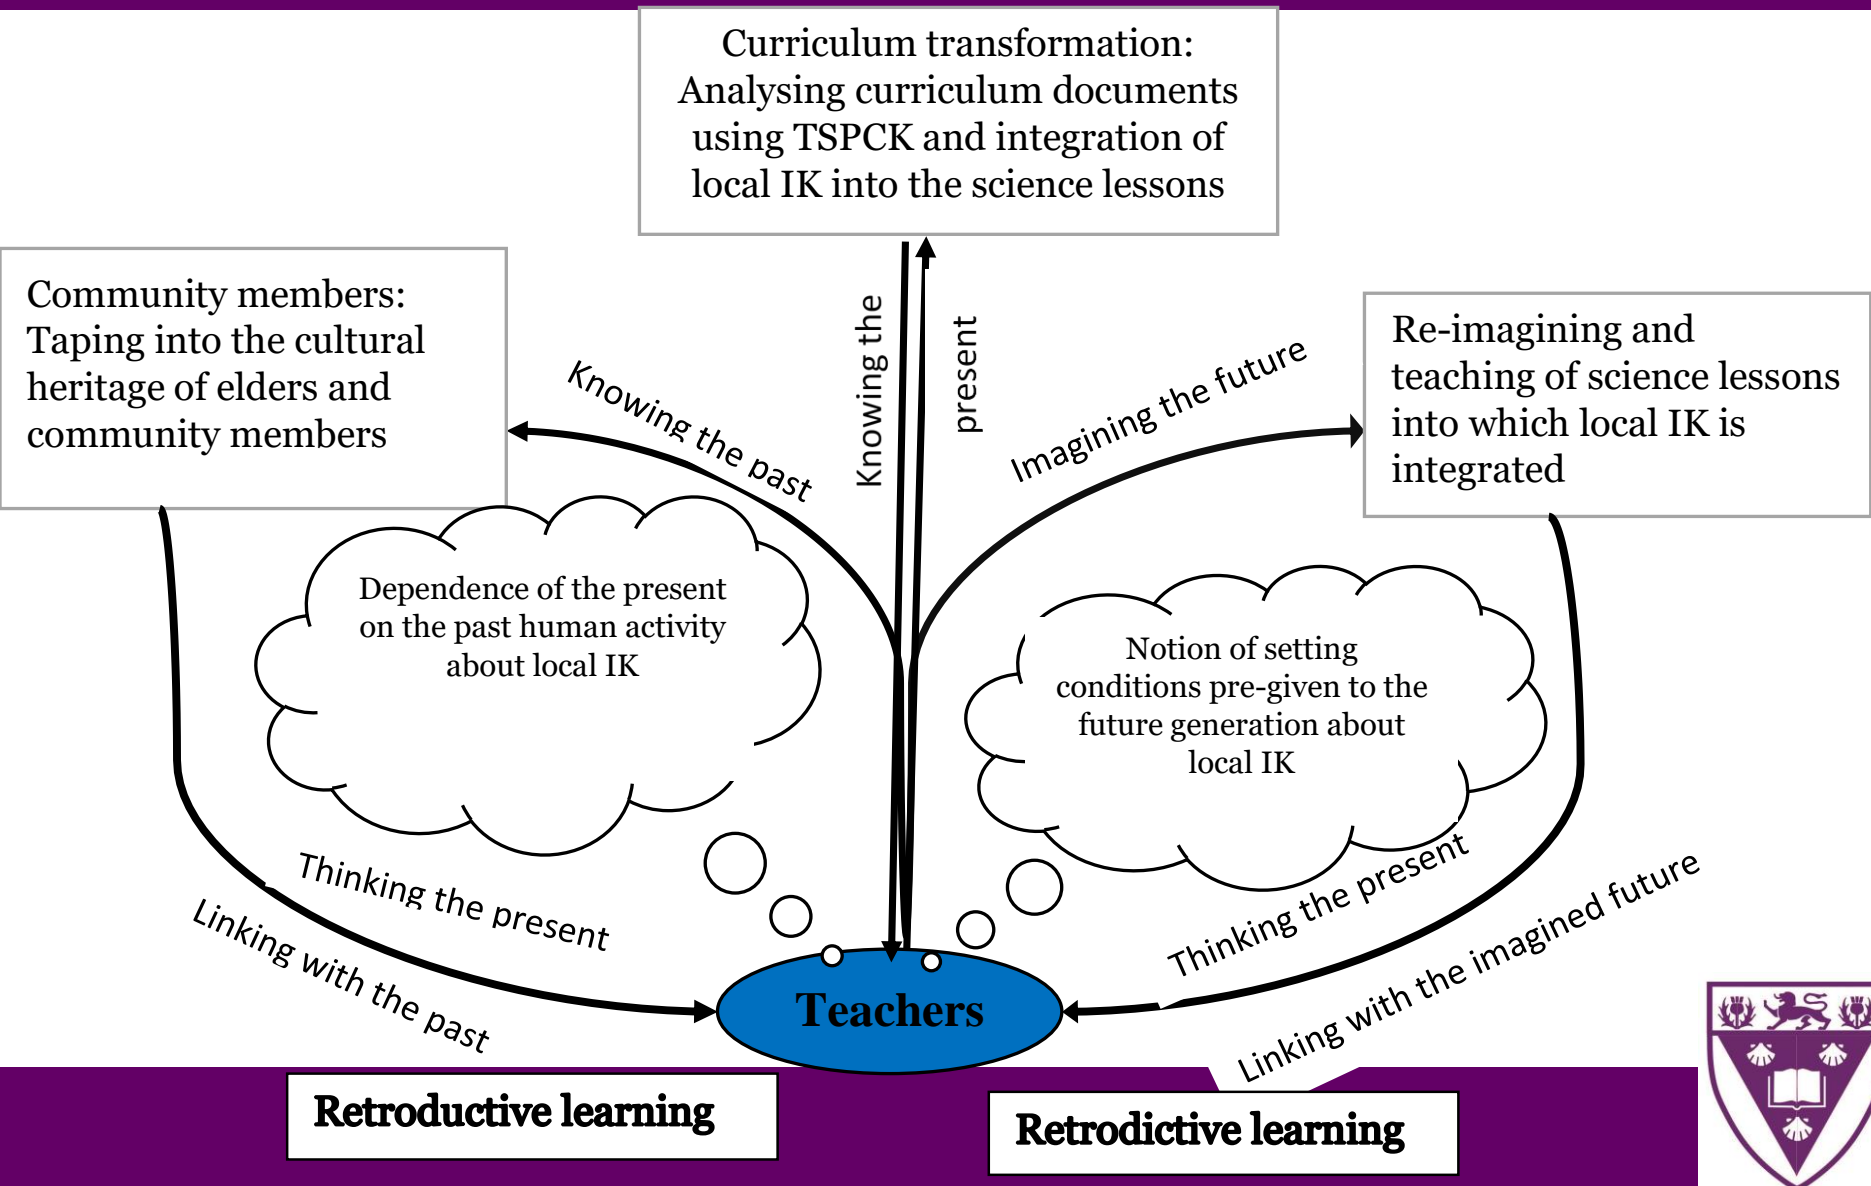 Curriculum transformation:
Analysing curriculum documents
using TSPCK and integration of
local IK into the science lessons
Community members:
Taping into the cultural
heritage of elders and
community members
Re-imagining and
teaching of science lessons
into which local IK is
integrated
Knowing the past
Knowing the
present
Imagining the future
Dependence of the present
on the past human activity
about local IK
Notion of setting
conditions pre-given to the
future generation about
local IK
Thinking the present
Linking with the past
Thinking the present
Linking with the imagined future
Teachers
Retroductive learning
Retrodictive learning